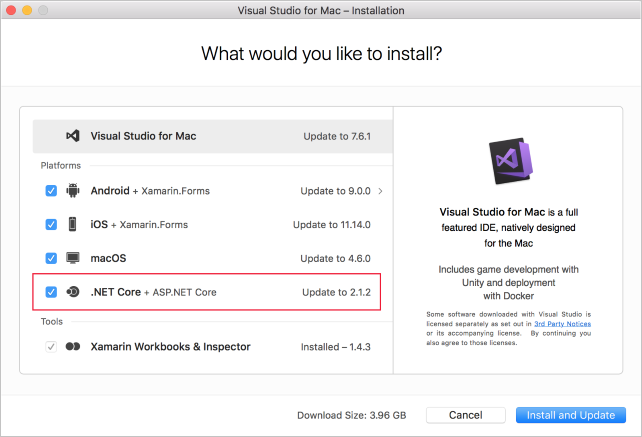 Visual Studio for Mac – Installation
What would you like to install?
Visual Studio for Mac Update to 7.6.1
Platforms
Android + Xamarin.Forms Update to 9.0.0 >
iOS + Xamarin.Forms Update to 11.14.0
macOS Update to 4.6.0
.NET Core + ASP.NET Core Update to 2.1.2
Tools
Xamarin Workbooks & Inspector Installed – 1.4.3
Visual Studio for Mac is a full
featured IDE, natively designed
for the Mac
Includes game development with
Unity and deployment
with Docker
Some software downloaded with Visual Studio is
licensed separately as set out in 3rd Party Notices
or its accompanying license. By continuing you
also agree to those licenses.
Download Size: 3.96 GB Cancel Install and Update